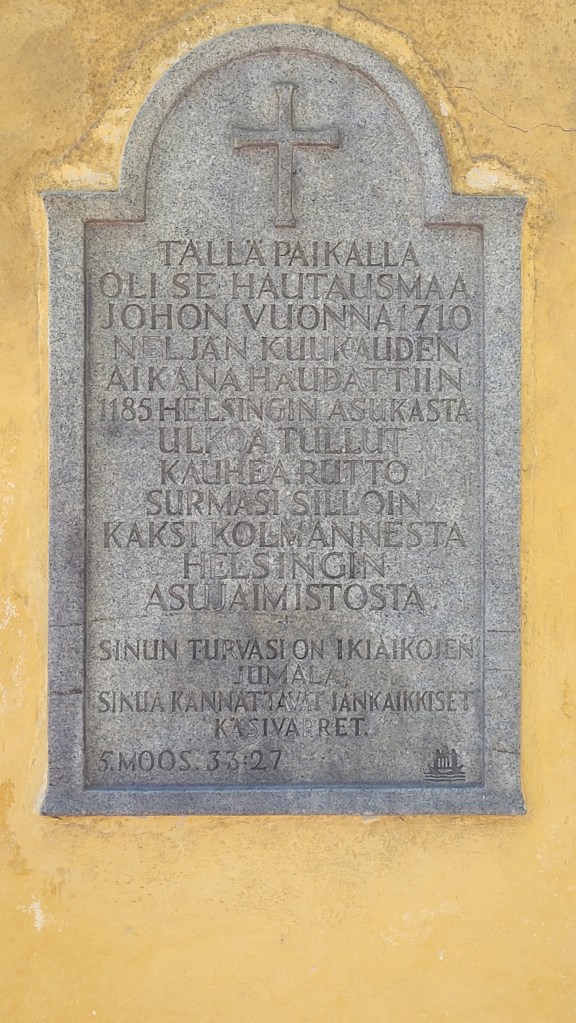 TÄLLÄ PAIKALLA
OLI SE HAUTAUSMAA
JOHON VUONNA 1710
NELJÄN KUUKAUDEN
AIKANA HAUDATTIIN
1185 HELSINGIN ASUKASTA
ULKOA TULLUT
KAUHEA RUTTO
SURMASI SILLOIN
KAKSI KOLMANNESTA
HELSINGIN
ASUJAIMISTOSTA.
SINUN TURVASI ON IKIAIKOJEN
JUMALA,
SINUA KANNATTAVAT IANKAIKKISET
KÄSIVARRET.
5. MOOS. 33:27